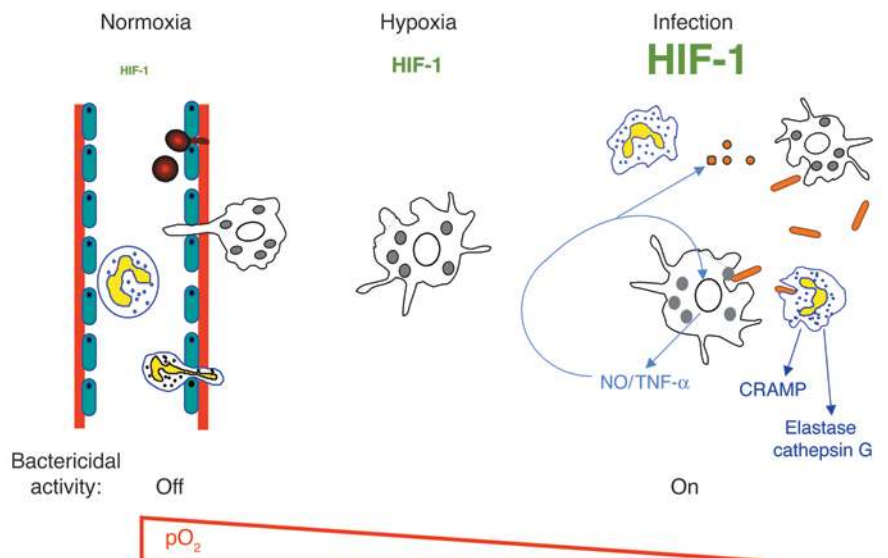 Normoxia
Hypoxia
Infection
HIF-1
HIF-1
HIF-1
NO/TNF-α
CRAMP
Elastase
cathepsin G
Bactericidal
activity:
Off
On
pO₂